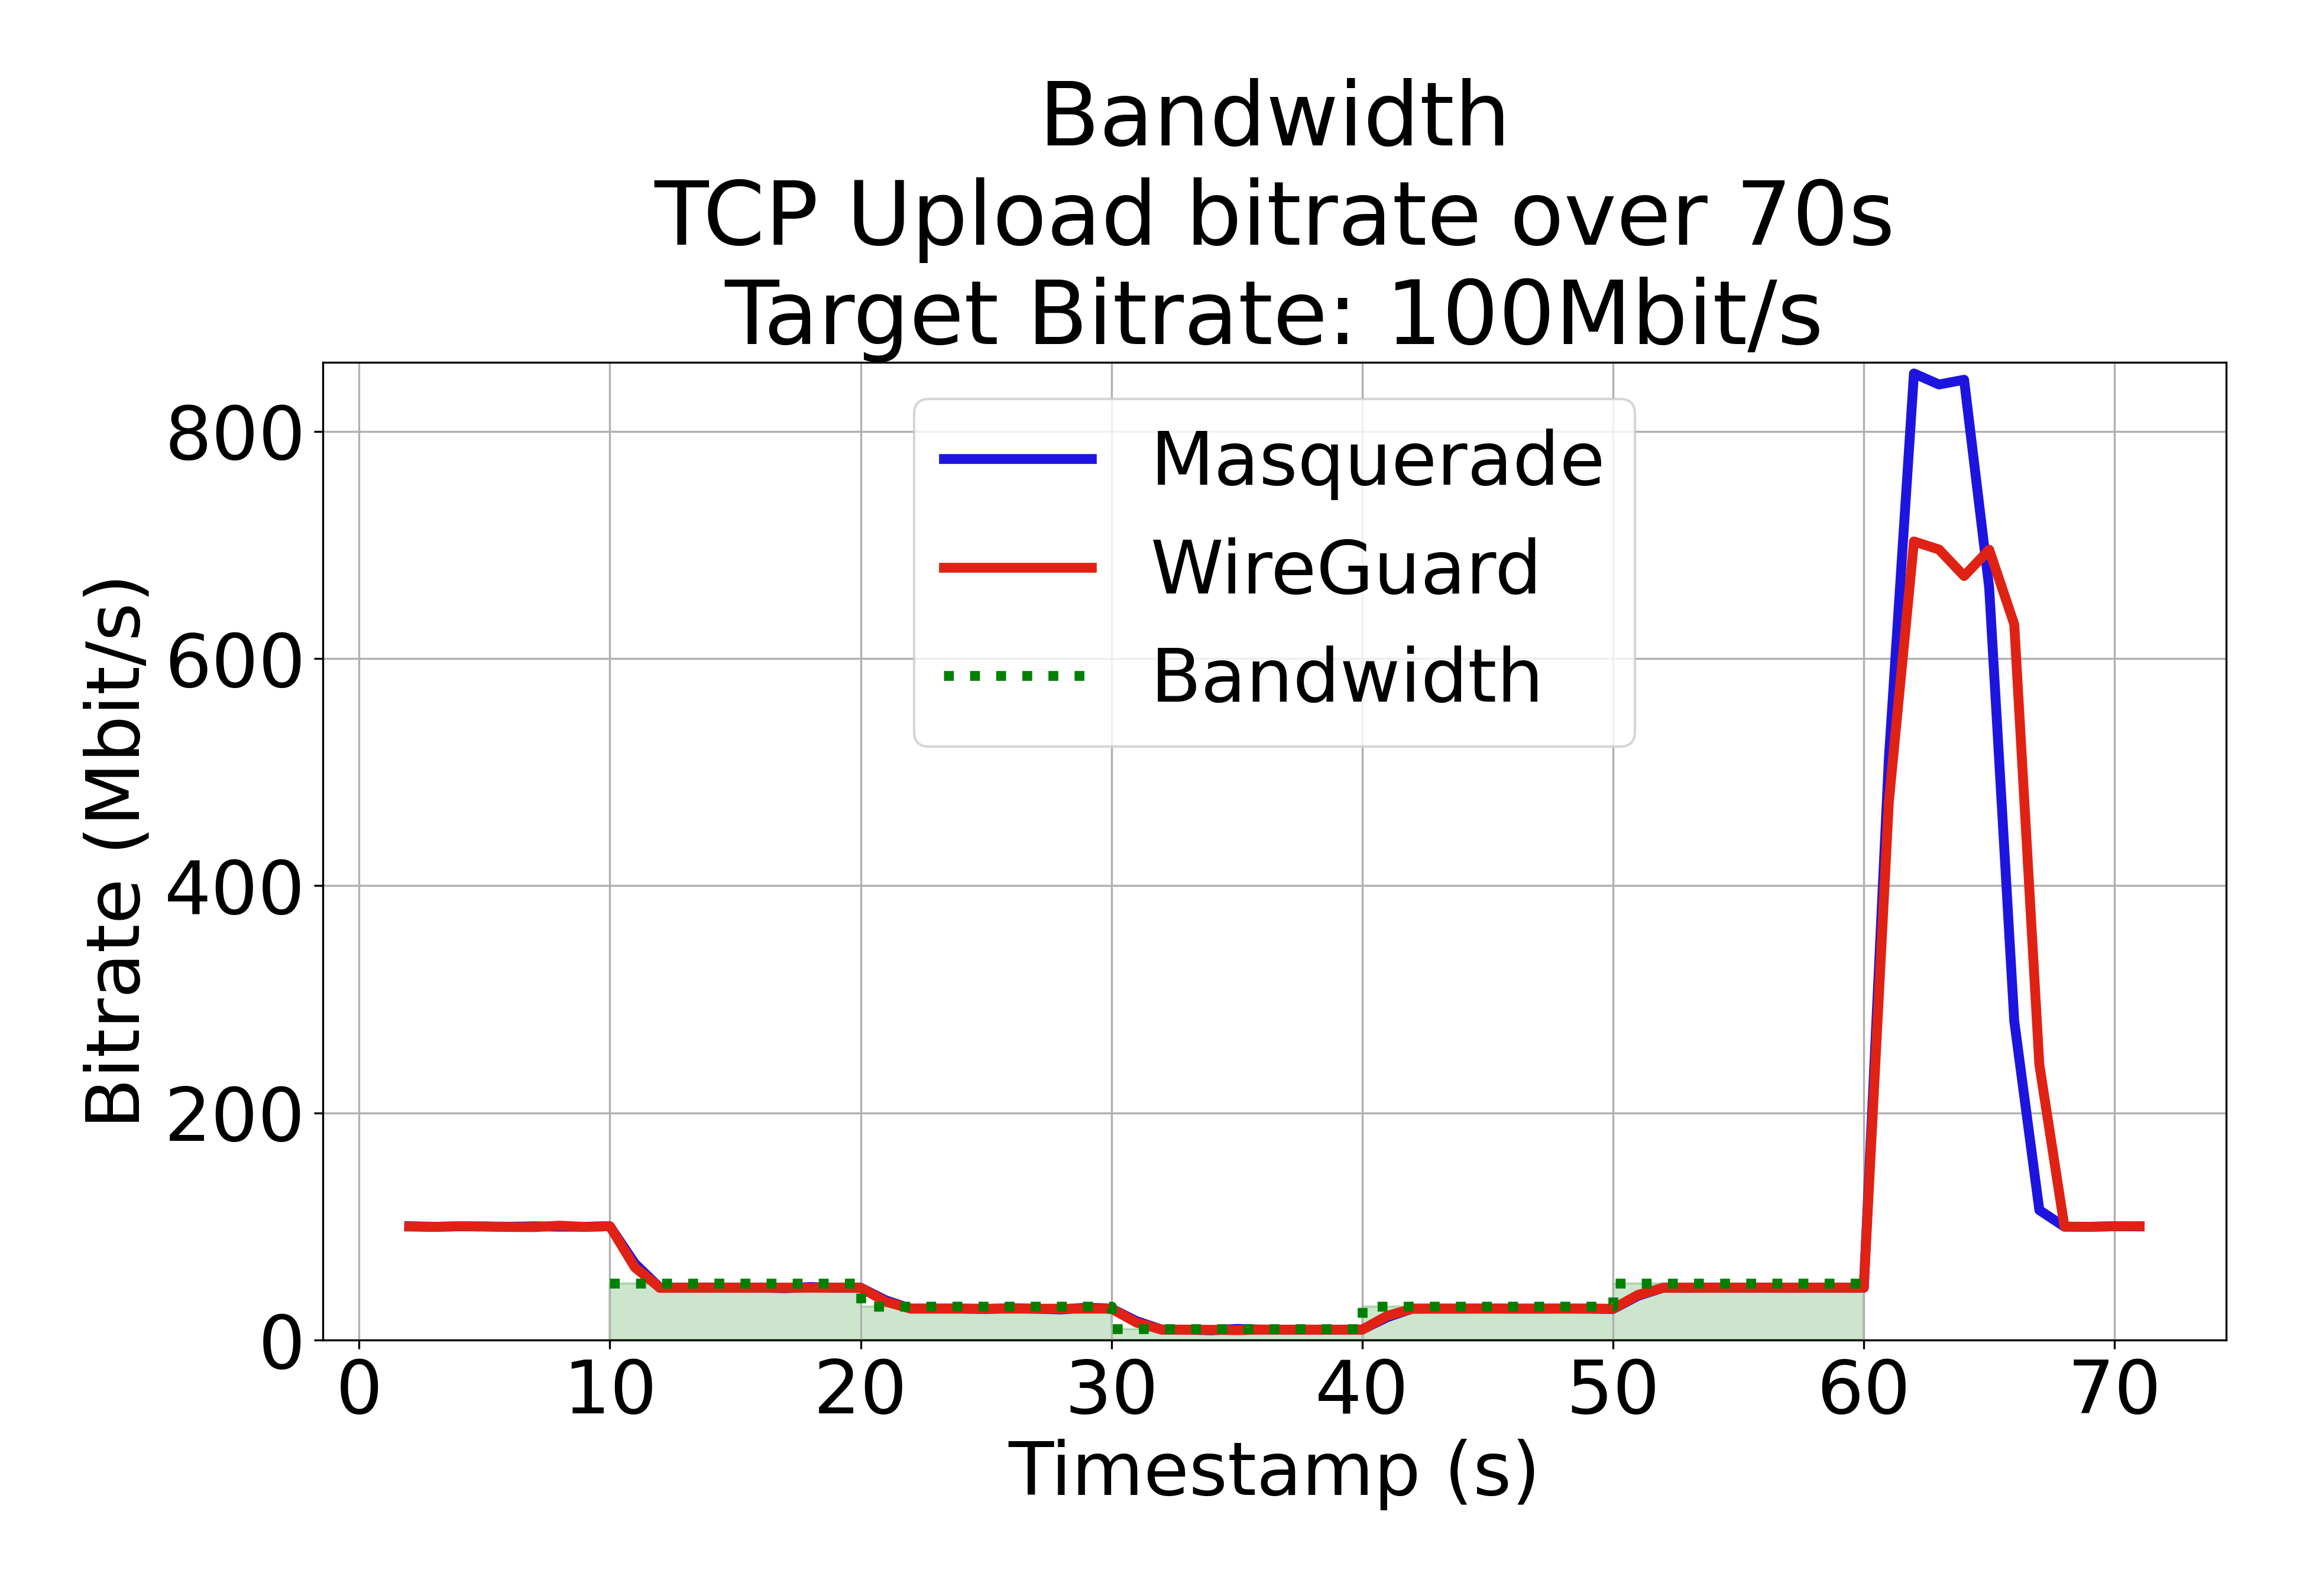 Bandwidth
TCP Upload bitrate over 70s
Target Bitrate: 100Mbit/s
Masquerade
WireGuard
Bandwidth
Bitrate (Mbit/s)
800
600
400
200
0
0 10 20 30 40 50 60 70
Timestamp (s)